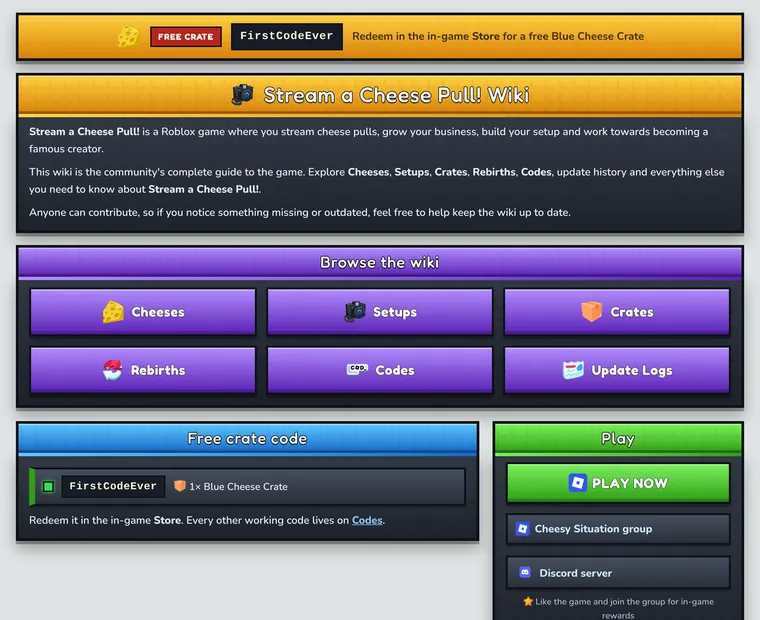 FREE CRATE FirstCodeEver Redeem in the in-game Store for a free Blue Cheese Crate
Stream a Cheese Pull! Wiki
Stream a Cheese Pull! is a Roblox game where you stream cheese pulls, grow your business, build your setup and work towards becoming a
famous creator.
This wiki is the community's complete guide to the game. Explore Cheeses, Setups, Crates, Rebirths, Codes, update history and everything else
you need to know about Stream a Cheese Pull!.
Anyone can contribute, so if you notice something missing or outdated, feel free to help keep the wiki up to date.
Browse the wiki
Cheeses Setups Crates
Rebirths Codes Update Logs
Free crate code
FirstCodeEver 1× Blue Cheese Crate
Redeem it in the in-game Store. Every other working code lives on Codes.
Play
PLAY NOW
Cheesy Situation group
Discord server
Like the game and join the group for in-game
rewards